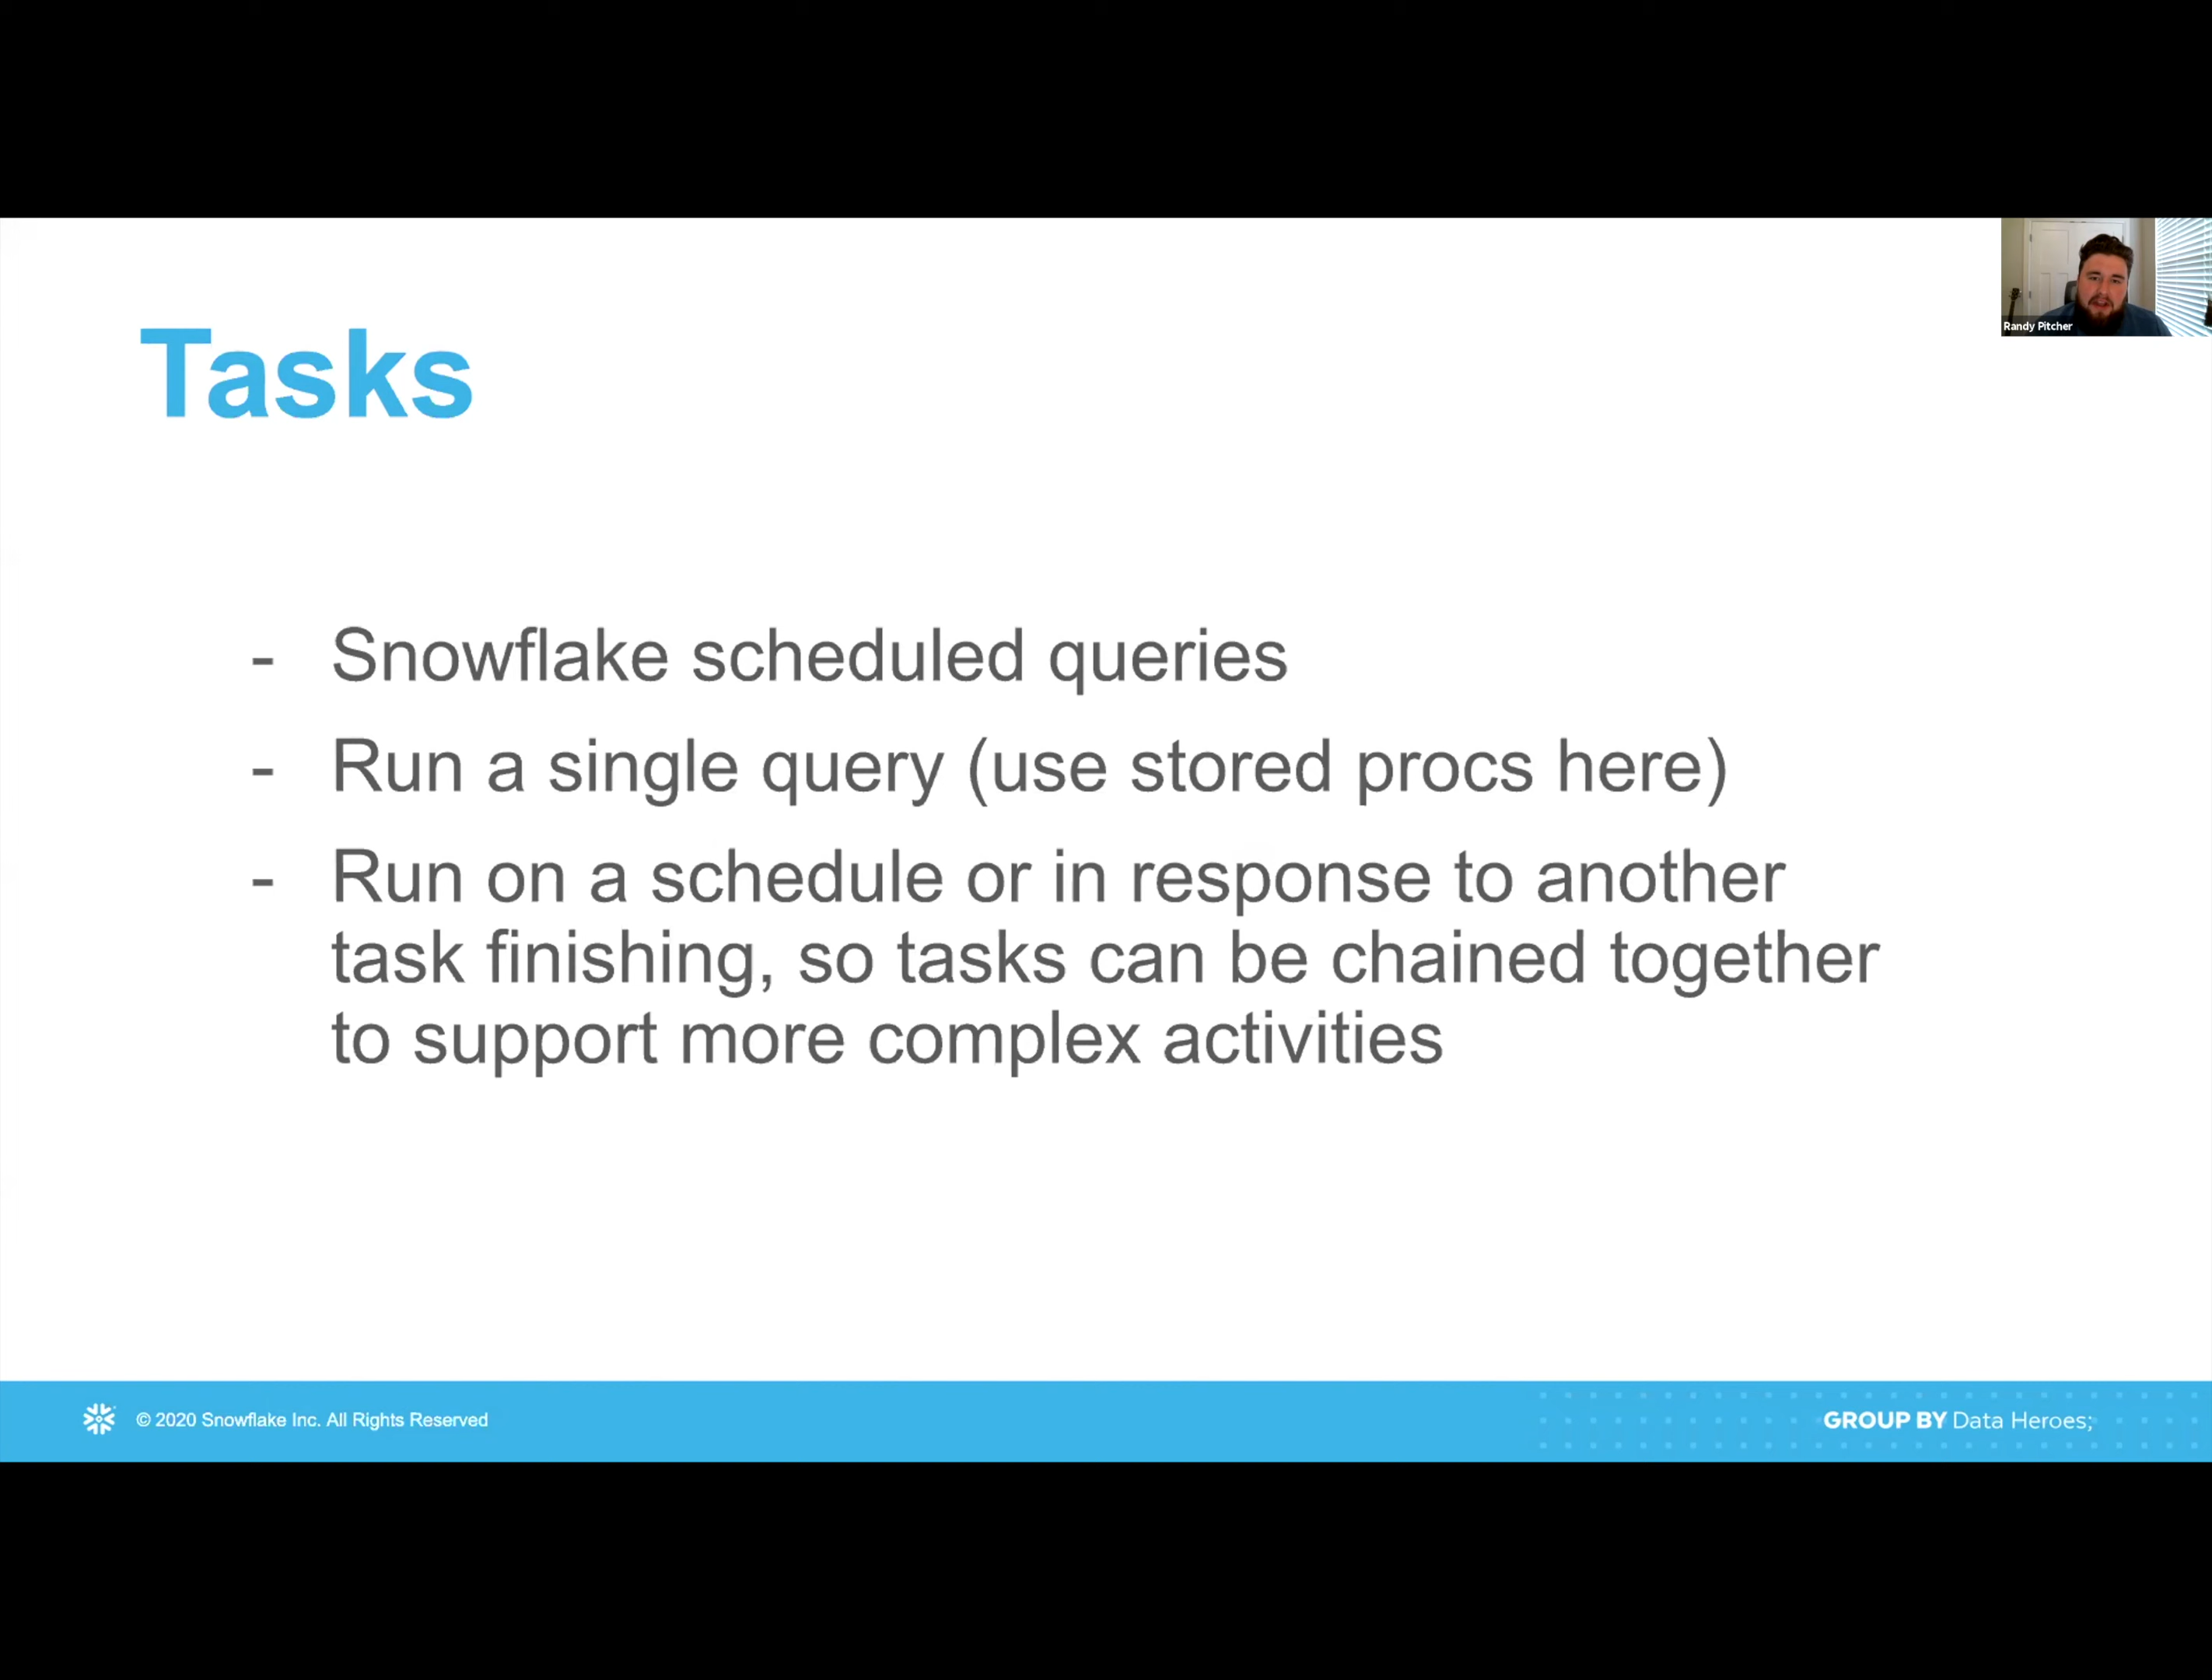 Randy Pitcher
Tasks
- Snowflake scheduled queries
- Run a single query (use stored procs here)
- Run on a schedule or in response to another
task finishing, so tasks can be chained together
to support more complex activities
© 2020 Snowflake Inc. All Rights Reserved
GROUP BY Data Heroes;